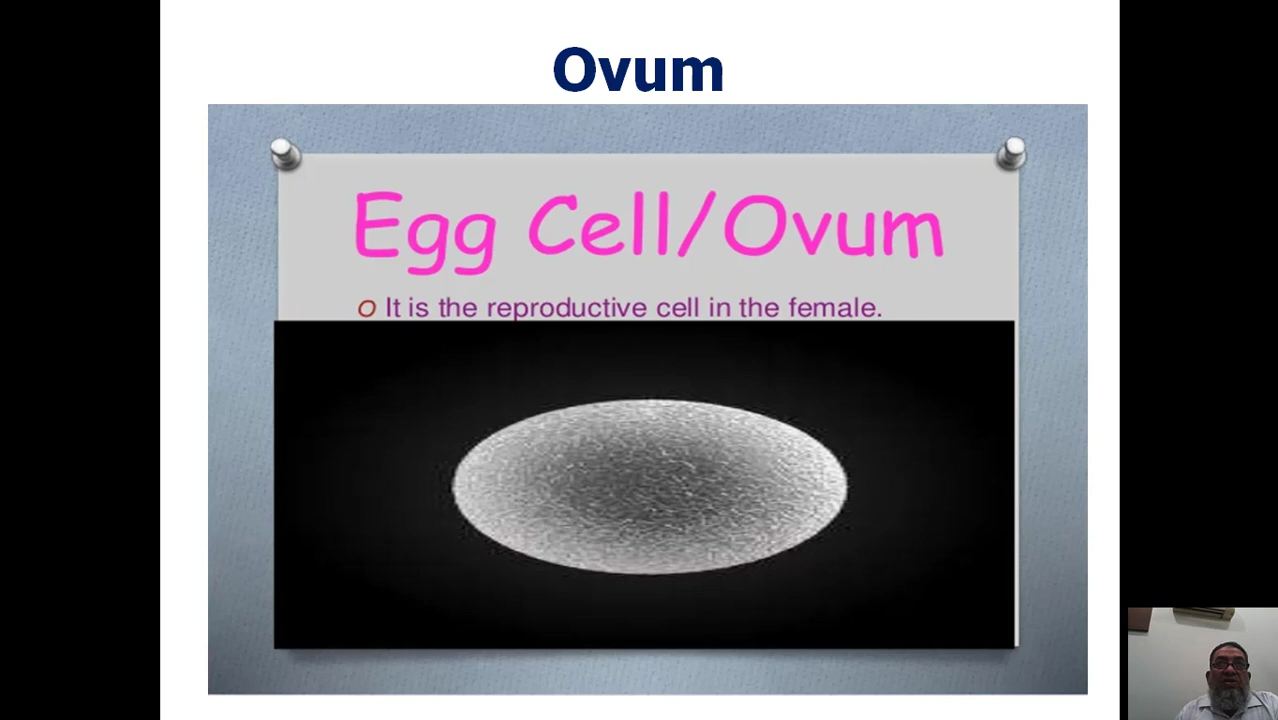 Ovum
Egg Cell/Ovum
O It is the reproductive cell in the female.